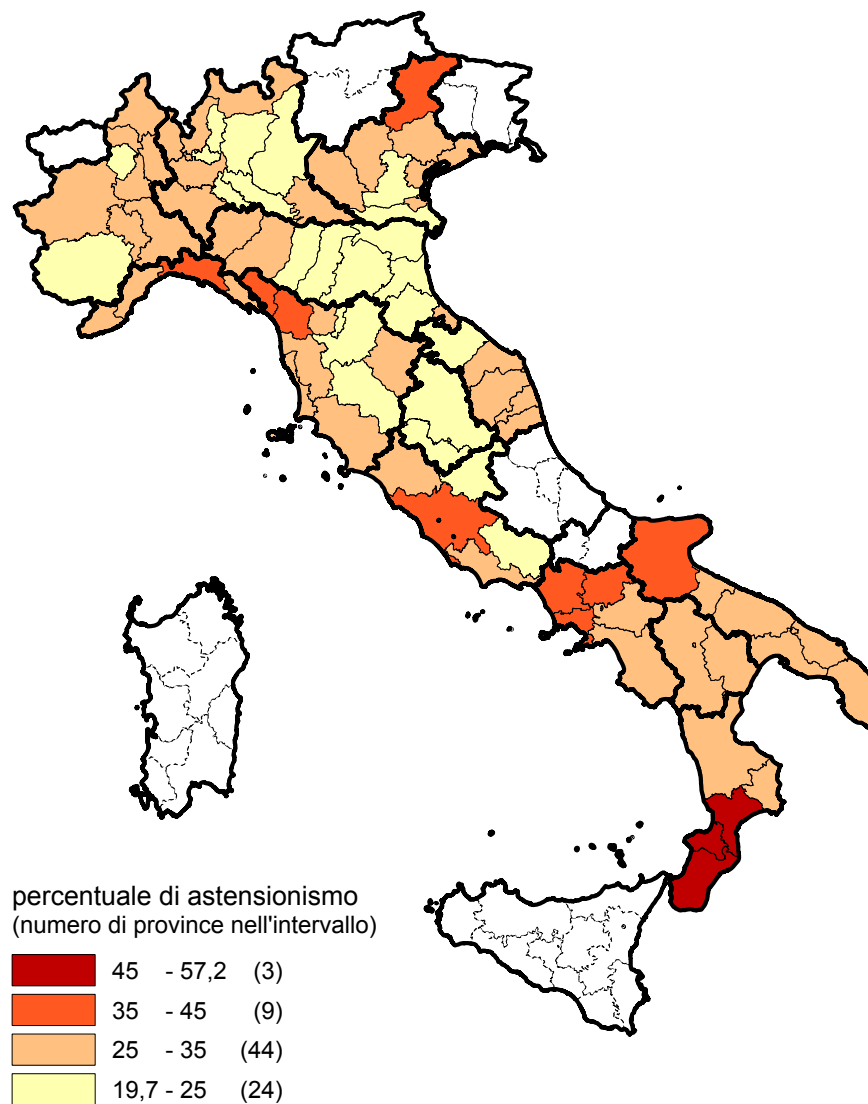 percentuale di astensionismo
(numero di province nell'intervallo)
45 - 57,2 (3)
35 - 45 (9)
25 - 35 (44)
19,7 - 25 (24)